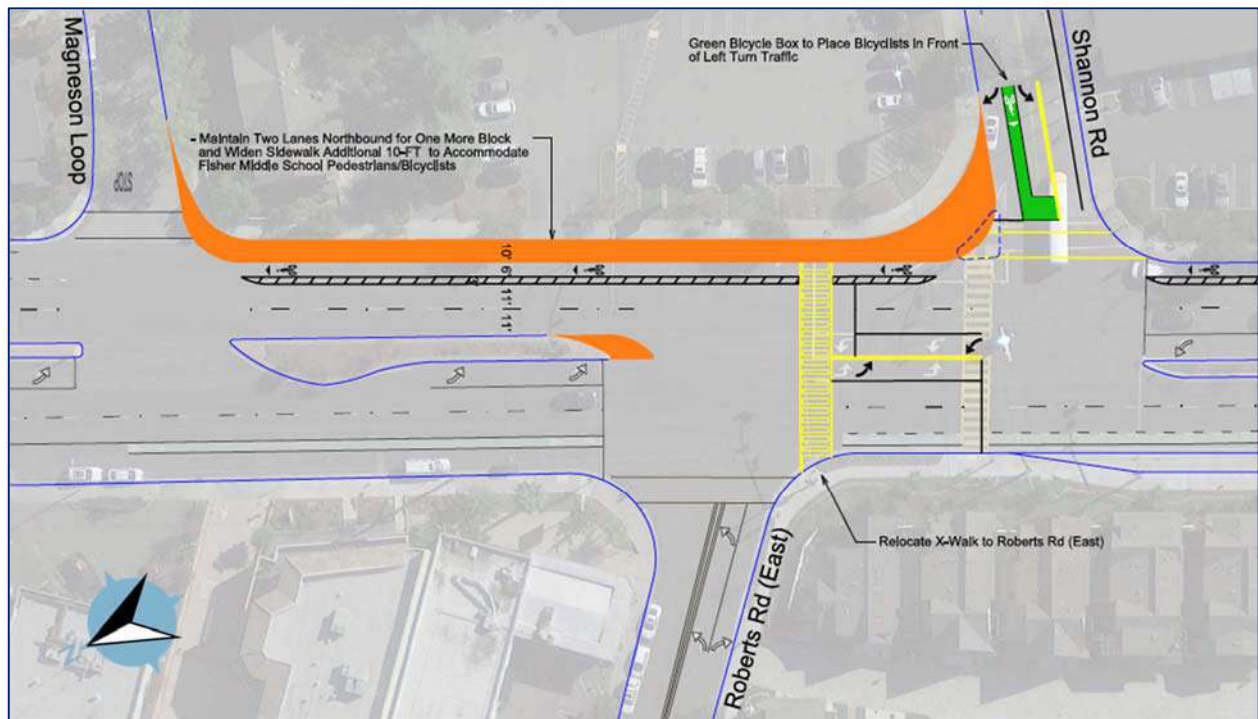 Magneson Loop
Green Bicycle Box to Place Bicyclists in Front
of Left Turn Traffic
Shannon Rd
- Maintain Two Lanes Northbound for One More Block
and Widen Sidewalk Additional 10-FT to Accommodate
Fisher Middle School Pedestrians/Bicyclists
STOP
10' 6' 11' 11'
Relocate X-Walk to Roberts Rd (East)
Roberts Rd (East)
N